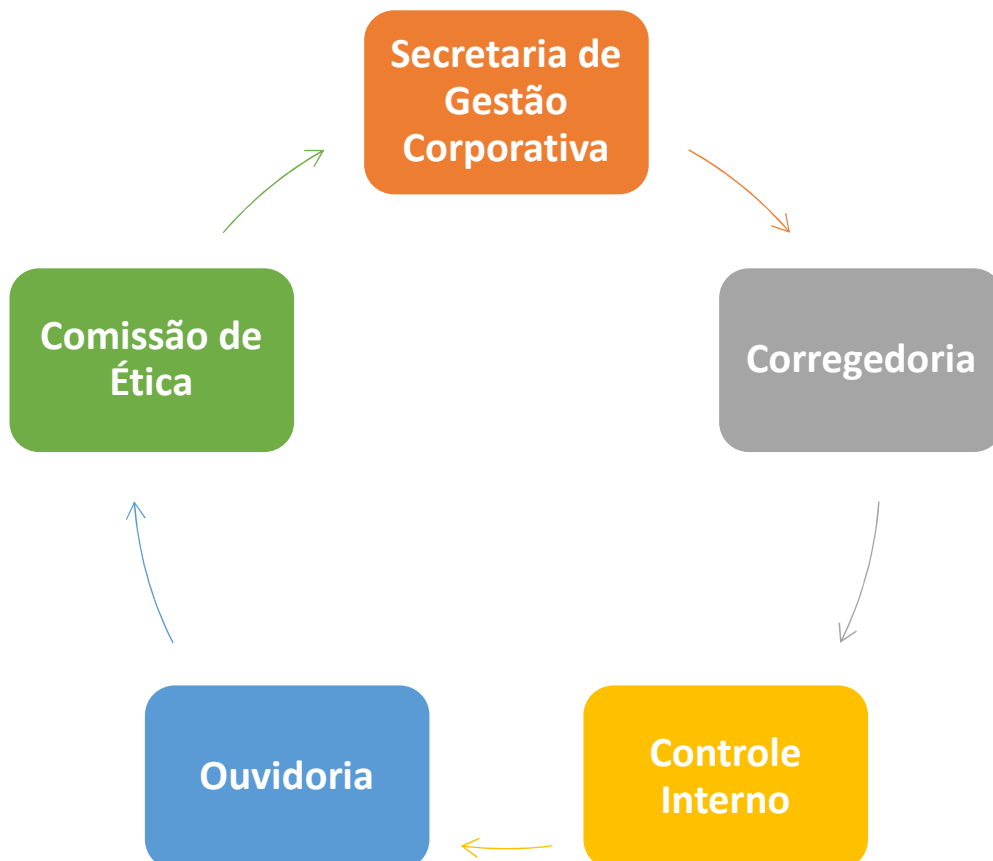 Secretaria de
Gestão
Corporativa
Corregedoria
Controle
Interno
Ouvidoria
Comissão de
Ética